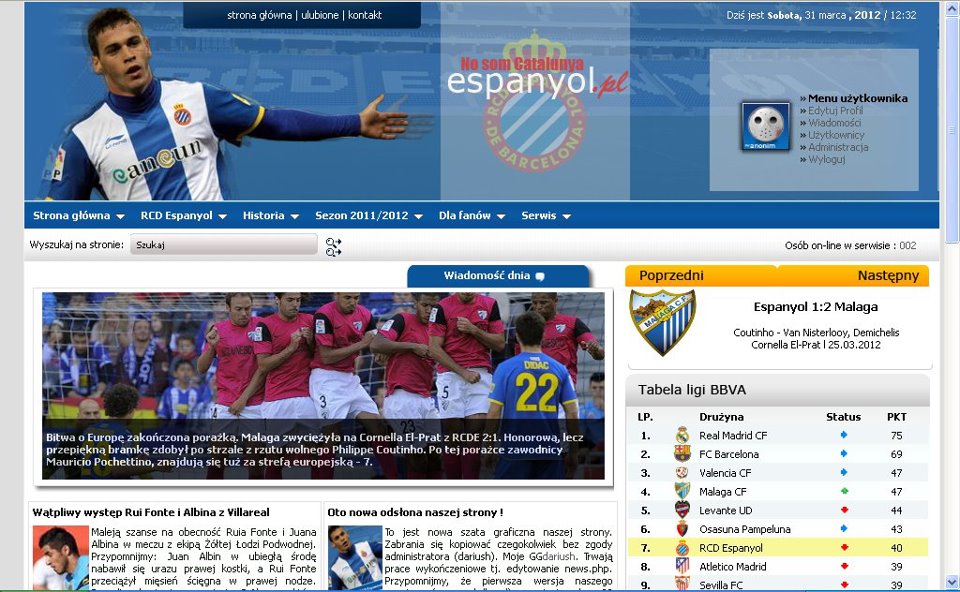 strona główna | ulubione | kontakt
Dziś jest Sobota, 31 marca , 2012 / 12:32
No som Catalunya
espanyol.pl
RCD ESPANYOL
DE BARCELONA
cancun
» Menu użytkownika
» Edytuj Profil
» Wiadomości
» Użytkownicy
» Administracja
» Wyloguj
~anonim
Strona główna
RCD Espanyol
Historia
Sezon 2011/2012
Dla fanów
Serwis
Wyszukaj na stronie:
Szukaj
Osób on-line w serwisie : 002
Wiadomość dnia
DIDAC
22
3
5
23
Bitwa o Europę zakończona porażką. Malaga zwyciężyła na Cornella El-Prat z RCDE 2:1. Honorową, lecz
przepiękną bramkę zdobył po strzale z rzutu wolnego Philippe Coutinho. Po tej porażce zawodnicy
Mauricio Pochettino, znajdują się tuż za strefą europejską - 7.
Poprzedni
Następny
MALAGA C.F.
Espanyol 1:2 Malaga
Coutinho - Van Nisterlooy, Demichelis
Cornella El-Prat l 25.03.2012
Tabela ligi BBVA
LP. Drużyna Status PKT
1. Real Madrid CF 75
2. FC Barcelona 69
3. Valencia CF 47
4. Malaga CF 47
5. Levante UD 44
6. Osasuna Pampeluna 43
7. RCD Espanyol 40
8. Atletico Madrid 39
9. Sevilla FC 39
Wątpliwy występ Rui Fonte i Albina z Villareal
Maleją szanse na obecność Ruia Fonte i Juana
Albina w meczu z ekipą Żółtej Łodzi Podwodnej.
Przypomnijmy: Juan Albin w ubiegłą środę
nabawił się urazu prawej kostki, a Rui Fonte
przeciążył mięsień ścięgna w prawej nodze.
Oto nowa odsłona naszej strony !
To jest nowa szata graficzna naszej strony.
Zabrania się kopiować czegokolwiek bez zgody
administratora (dariush). Moje GGdariush. Trwają
prace wykończeniowe tj. edytowanie news.php.
Przypomnijmy, że pierwsza wersja naszego